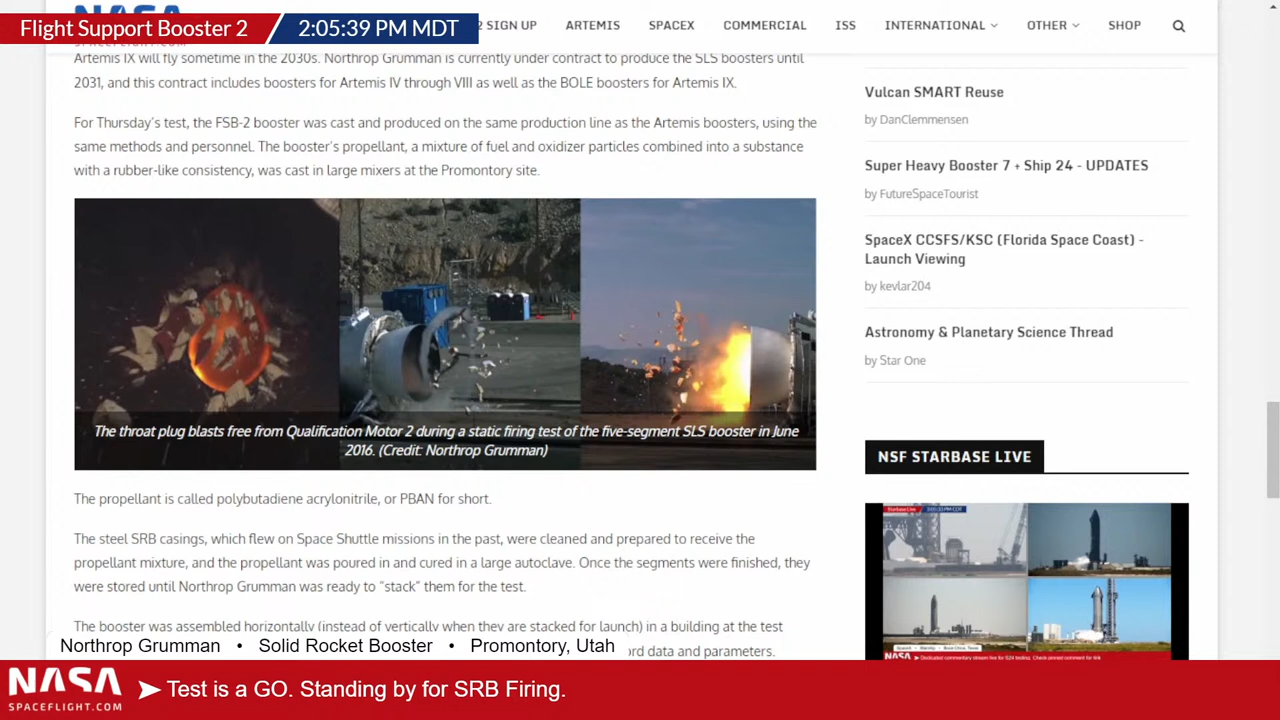 Flight Support Booster 2
2:05:39 PM MDT
SIGN UP
ARTEMIS
SPACEX
COMMERCIAL
ISS
INTERNATIONAL
OTHER
SHOP
Artemis IX will fly sometime in the 2030s. Northrop Grumman is currently under contract to produce the SLS boosters until
2031, and this contract includes boosters for Artemis IV through VIII as well as the BOLE boosters for Artemis IX.
For Thursday's test, the FSB-2 booster was cast and produced on the same production line as the Artemis boosters, using the
same methods and personnel. The booster's propellant, a mixture of fuel and oxidizer particles combined into a substance
with a rubber-like consistency, was cast in large mixers at the Promontory site.
The throat plug blasts free from Qualification Motor 2 during a static firing test of the five-segment SLS booster in June
2016. (Credit: Northrop Grumman)
The propellant is called polybutadiene acrylonitrile, or PBAN for short.
The steel SRB casings, which flew on Space Shuttle missions in the past, were cleaned and prepared to receive the
propellant mixture, and the propellant was poured in and cured in a large autoclave. Once the segments were finished, they
were stored until Northrop Grumman was ready to “stack” them for the test.
The booster was assembled horizontally (instead of vertically when they are stacked for launch) in a building at the test
data and parameters.
Vulcan SMART Reuse
by DanClemmensen
Super Heavy Booster 7 + Ship 24 - UPDATES
by FutureSpaceTourist
SpaceX CCSFS/KSC (Florida Space Coast) -
Launch Viewing
by kevlar204
Astronomy & Planetary Science Thread
by Star One
NSF STARBASE LIVE
Northrop Grumman • Solid Rocket Booster • Promontory, Utah
NASA
SPACEFLIGHT.COM
➤ Test is a GO. Standing by for SRB Firing.